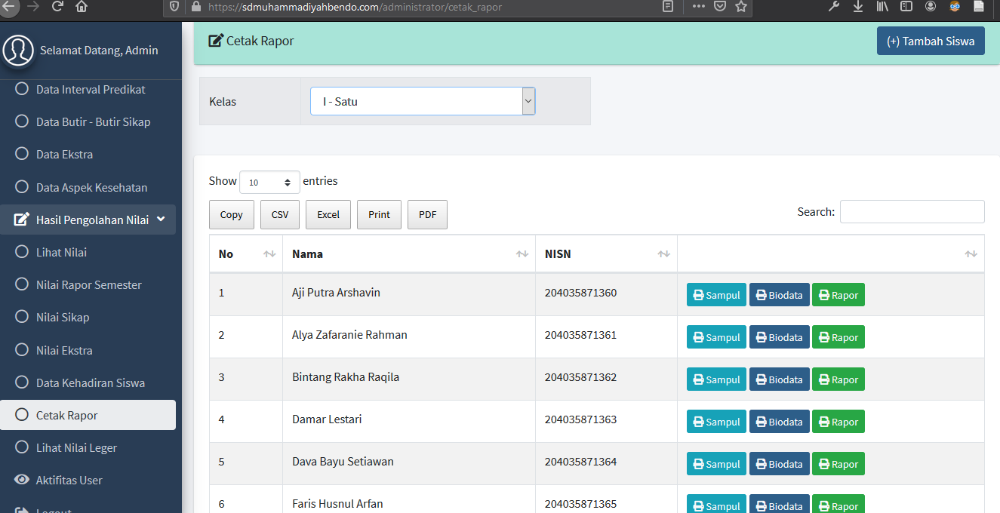 https://sdmuhammadiyahbendo.com/administrator/cetak_rapor
Selamat Datang, Admin
Data Interval Predikat
Data Butir - Butir Sikap
Data Ekstra
Data Aspek Kesehatan
Hasil Pengolahan Nilai
Lihat Nilai
Nilai Rapor Semester
Nilai Sikap
Nilai Ekstra
Data Kehadiran Siswa
Cetak Rapor
Lihat Nilai Leger
Aktifitas User
Logout
Cetak Rapor
(+) Tambah Siswa
Kelas I - Satu
Show 10 entries
Copy CSV Excel Print PDF
Search:
No Nama NISN
1 Aji Putra Arshavin 204035871360 Sampul Biodata Rapor
2 Alya Zafaranie Rahman 204035871361 Sampul Biodata Rapor
3 Bintang Rakha Raqila 204035871362 Sampul Biodata Rapor
4 Damar Lestari 204035871363 Sampul Biodata Rapor
5 Dava Bayu Setiawan 204035871364 Sampul Biodata Rapor
6 Faris Husnul Arfan 204035871365 Sampul Biodata Rapor